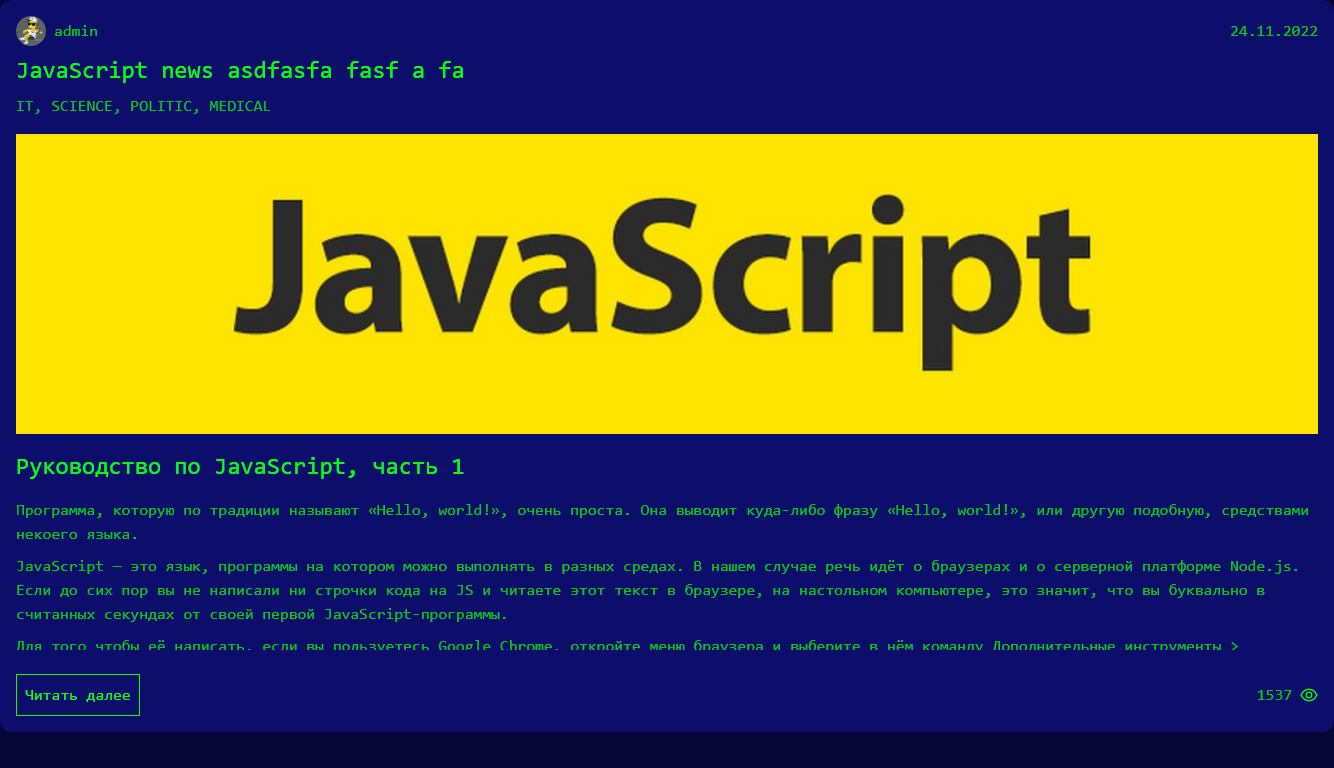 admin 24.11.2022
JavaScript news asdfasfa fasf a fa
IT, SCIENCE, POLITIC, MEDICAL
JavaScript
Руководство по JavaScript, часть 1
Программа, которую по традиции называют «Hello, world!», очень проста. Она выводит куда-либо фразу «Hello, world!», или другую подобную, средствами
некоего языка.
JavaScript — это язык, программы на котором можно выполнять в разных средах. В нашем случае речь идёт о браузерах и о серверной платформе Node.js.
Если до сих пор вы не написали ни строчки кода на JS и читаете этот текст в браузере, на настольном компьютере, это значит, что вы буквально в
считанных секундах от своей первой JavaScript-программы.
Для того чтобы её написать, если вы пользуетесь Google Chrome, откройте меню браузера и выберите в нём команду Дополнительные инструменты >
Читать далее 1537